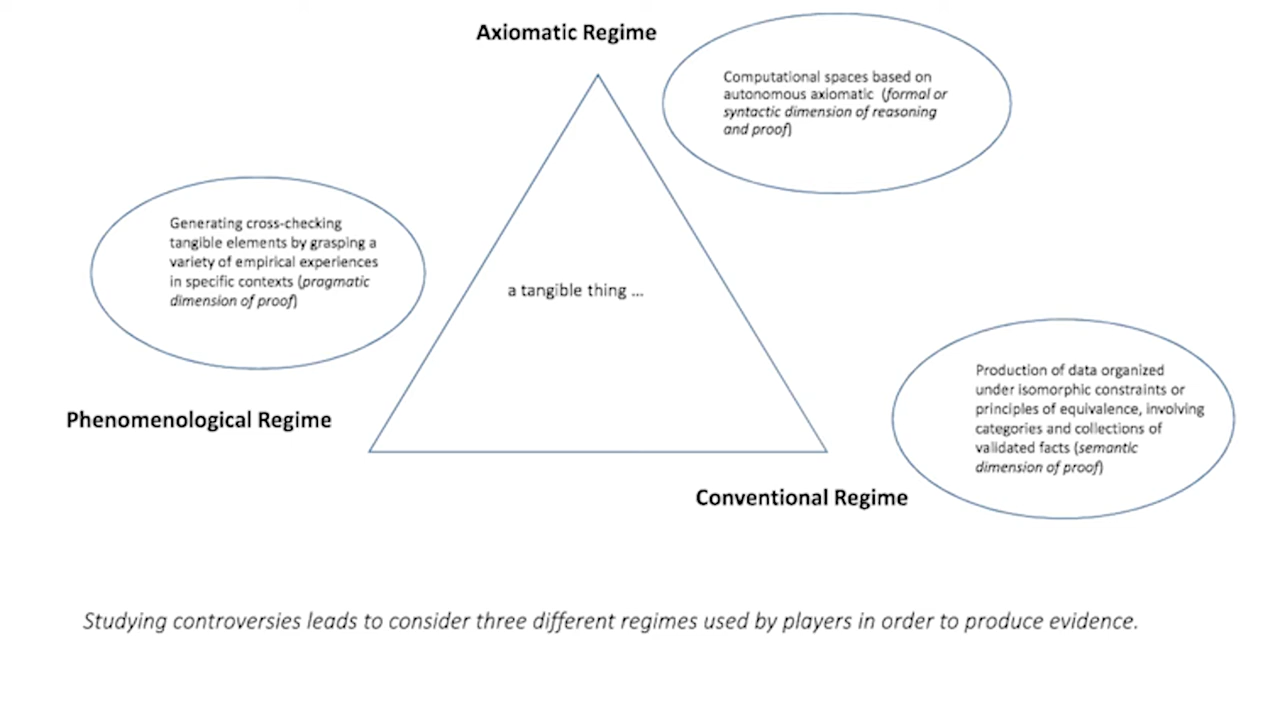 Axiomatic Regime
Computational spaces based on
autonomous axiomatic (formal or
syntactic dimension of reasoning
and proof)
Generating cross-checking
tangible elements by grasping a
variety of empirical experiences
in specific contexts (pragmatic
dimension of proof)
a tangible thing ...
Production of data organized
under isomorphic constraints or
principles of equivalence, involving
categories and collections of
validated facts (semantic
dimension of proof)
Phenomenological Regime
Conventional Regime
Studying controversies leads to consider three different regimes used by players in order to produce evidence.